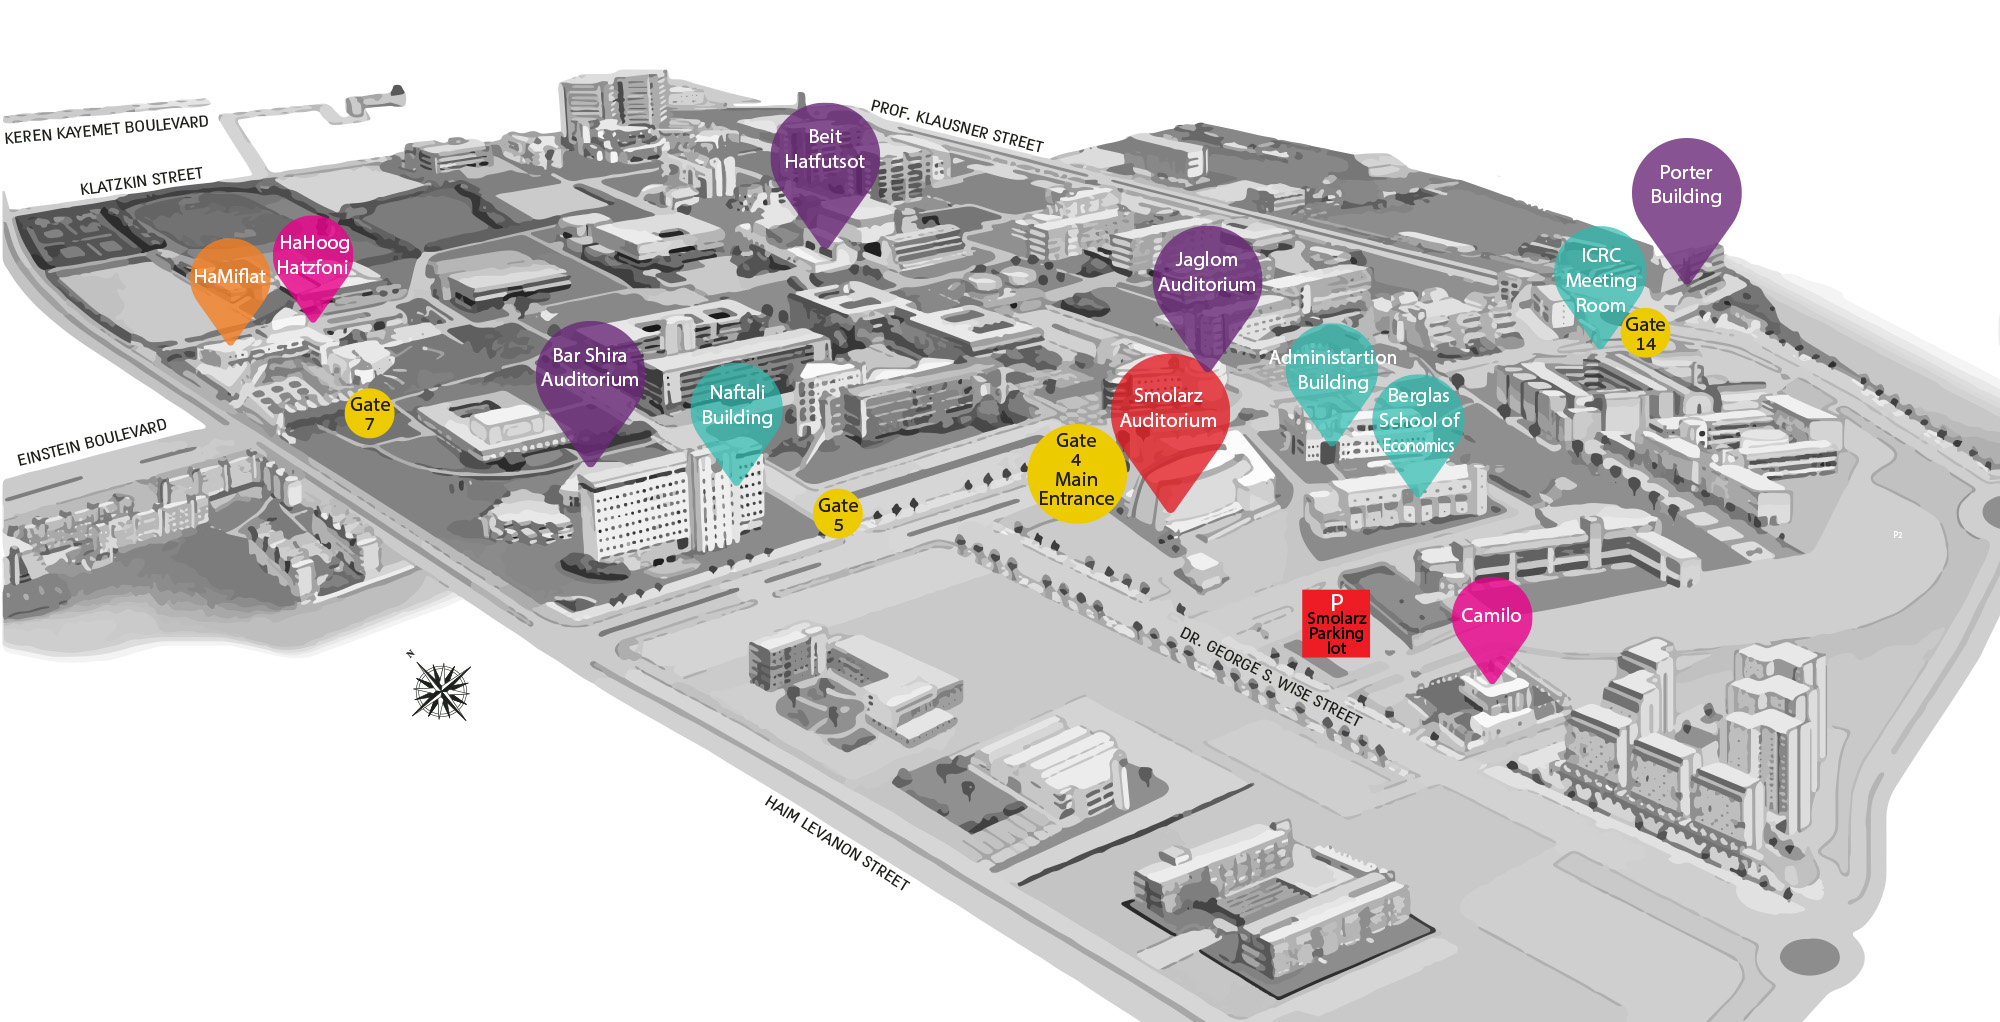 KEREN KAYEMET BOULEVARD
KLATZKIN STREET
PROF. KLAUSNER STREET
Beit
Hatfutsot
Porter
Building
HaHoog
Hatzfoni
HaMiflat
Jaglom
Auditorium
ICRC
Meeting
Room
Gate
14
Bar Shira
Auditorium
Naftali
Building
Administartion
Building
Smolarz
Auditorium
Berglas
School of
Economics
Gate
7
EINSTEIN BOULEVARD
Gate
4
Main
Entrance
Gate
5
P2
P
Smolarz
Parking
lot
Camilo
DR. GEORGE S. WISE STREET
N
HAIM LEVANON STREET